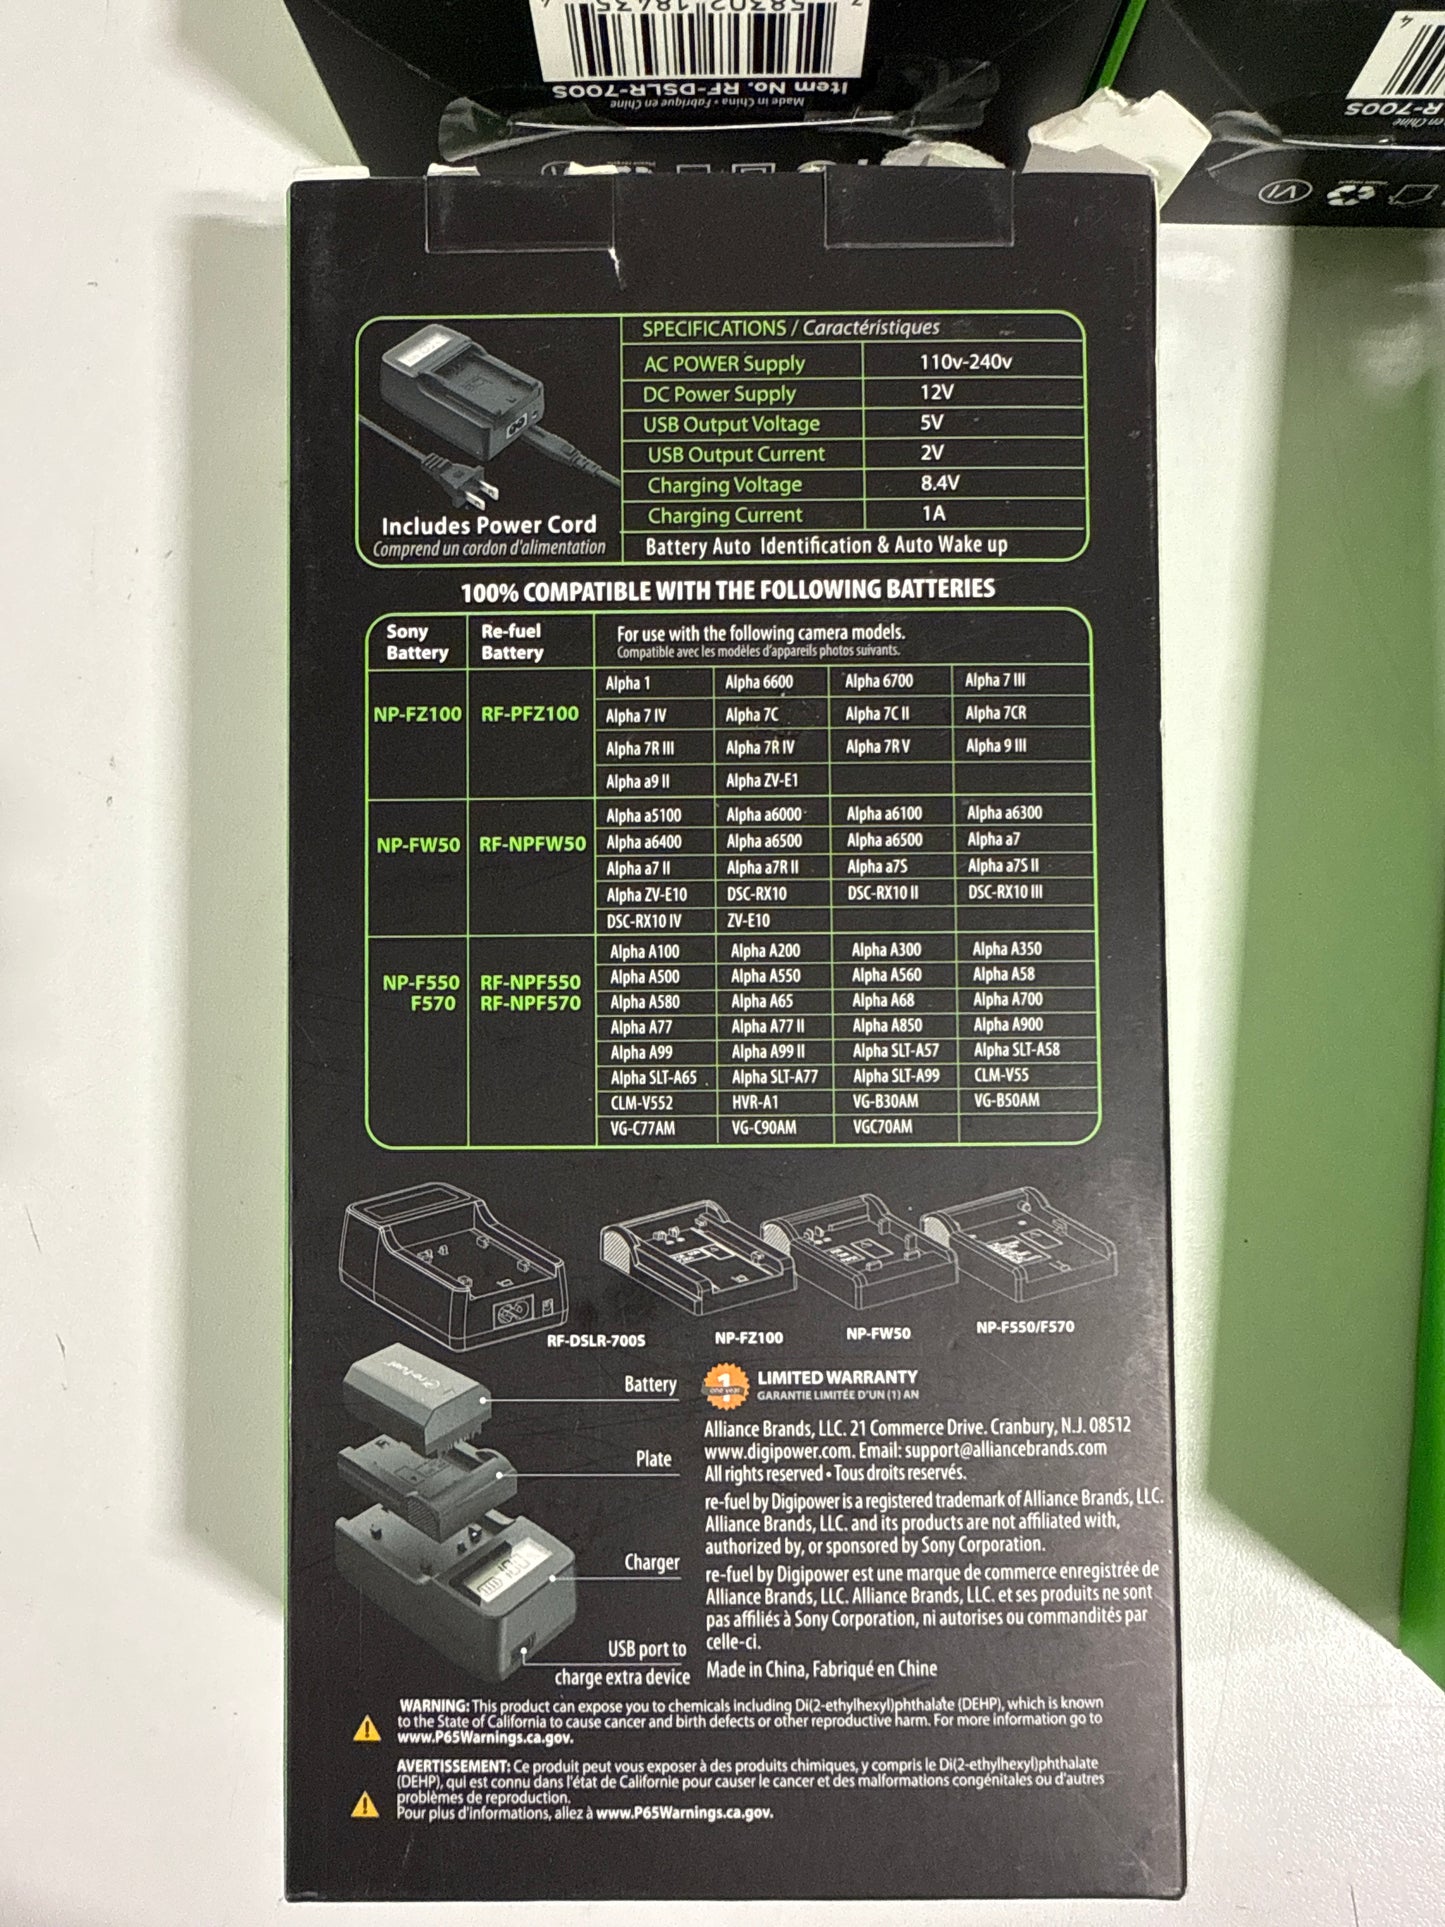 7 58302 18435 4
Item No. RF-DSLR-700S
Made in China • Fabriqué en Chine
4
R-700S
en Chine
VI
SPECIFICATIONS / Caractéristiques
AC POWER Supply 110v-240v
DC Power Supply 12V
USB Output Voltage 5V
USB Output Current 2V
Charging Voltage 8.4V
Charging Current 1A
Battery Auto Identification & Auto Wake up
Includes Power Cord
Comprend un cordon d'alimentation
100% COMPATIBLE WITH THE FOLLOWING BATTERIES
Sony Battery
Re-fuel Battery
For use with the following camera models.
Compatible avec les modèles d'appareils photos suivants.
NP-FZ100 RF-PFZ100
Alpha 1 Alpha 6600 Alpha 6700 Alpha 7 III
Alpha 7 IV Alpha 7C Alpha 7C II Alpha 7CR
Alpha 7R III Alpha 7R IV Alpha 7R V Alpha 9 III
Alpha a9 II Alpha ZV-E1
NP-FW50 RF-NPFW50
Alpha a5100 Alpha a6000 Alpha a6100 Alpha a6300
Alpha a6400 Alpha a6500 Alpha a6500 Alpha a7
Alpha a7 II Alpha a7R II Alpha a7S Alpha a7S II
Alpha ZV-E10 DSC-RX10 DSC-RX10 II DSC-RX10 III
DSC-RX10 IV ZV-E10
NP-F550 RF-NPF550
F570 RF-NPF570
Alpha A100 Alpha A200 Alpha A300 Alpha A350
Alpha A500 Alpha A550 Alpha A560 Alpha A58
Alpha A580 Alpha A65 Alpha A68 Alpha A700
Alpha A77 Alpha A77 II Alpha A850 Alpha A900
Alpha A99 Alpha A99 II Alpha SLT-A57 Alpha SLT-A58
Alpha SLT-A65 Alpha SLT-A77 Alpha SLT-A99 CLM-V55
CLM-V552 HVR-A1 VG-B30AM VG-B50AM
VG-C77AM VG-C90AM VGC70AM
RF-DSLR-700S NP-FZ100 NP-FW50 NP-F550/F570
re-fuel
Battery
Plate
Charger
USB port to
charge extra device
1
one year
LIMITED WARRANTY
GARANTIE LIMITÉE D'UN (1) AN
Alliance Brands, LLC. 21 Commerce Drive. Cranbury, N.J. 08512
www.digipower.com. Email: support@alliancebrands.com
All rights reserved • Tous droits reservés.
re-fuel by Digipower is a registered trademark of Alliance Brands, LLC.
Alliance Brands, LLC. and its products are not affiliated with,
authorized by, or sponsored by Sony Corporation.
re-fuel by Digipower est une marque de commerce enregistrée de
Alliance Brands, LLC. Alliance Brands, LLC. et ses produits ne sont
pas affiliés à Sony Corporation, ni autorises ou commandités par
celle-ci.
Made in China, Fabriqué en Chine
WARNING: This product can expose you to chemicals including Di(2-ethylhexyl)phthalate (DEHP), which is known
to the State of California to cause cancer and birth defects or other reproductive harm. For more information go to
www.P65Warnings.ca.gov.
AVERTISSEMENT: Ce produit peut vous exposer à des produits chimiques, y compris le Di(2-ethylhexyl)phthalate
(DEHP), qui est connu dans l'état de Californie pour causer le cancer et des malformations congénitales ou d'autres
problèmes de reproduction.
Pour plus d'informations, allez à www.P65Warnings.ca.gov.